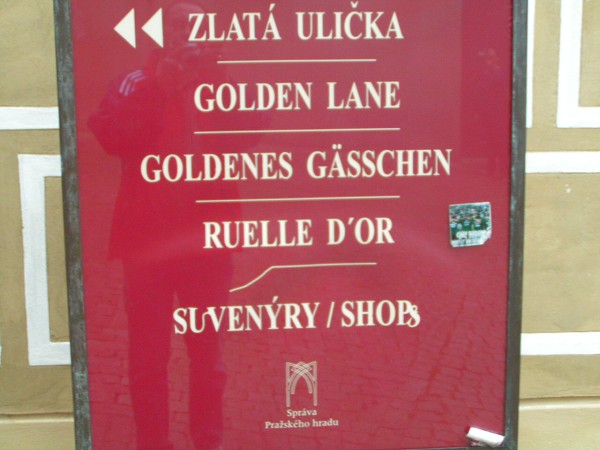 ZLATÁ ULIČKA
GOLDEN LANE
GOLDENES GÄSSCHEN
RUELLE D´OR
SUVENÝRY / SHOPS
Správa
Pražského hradu